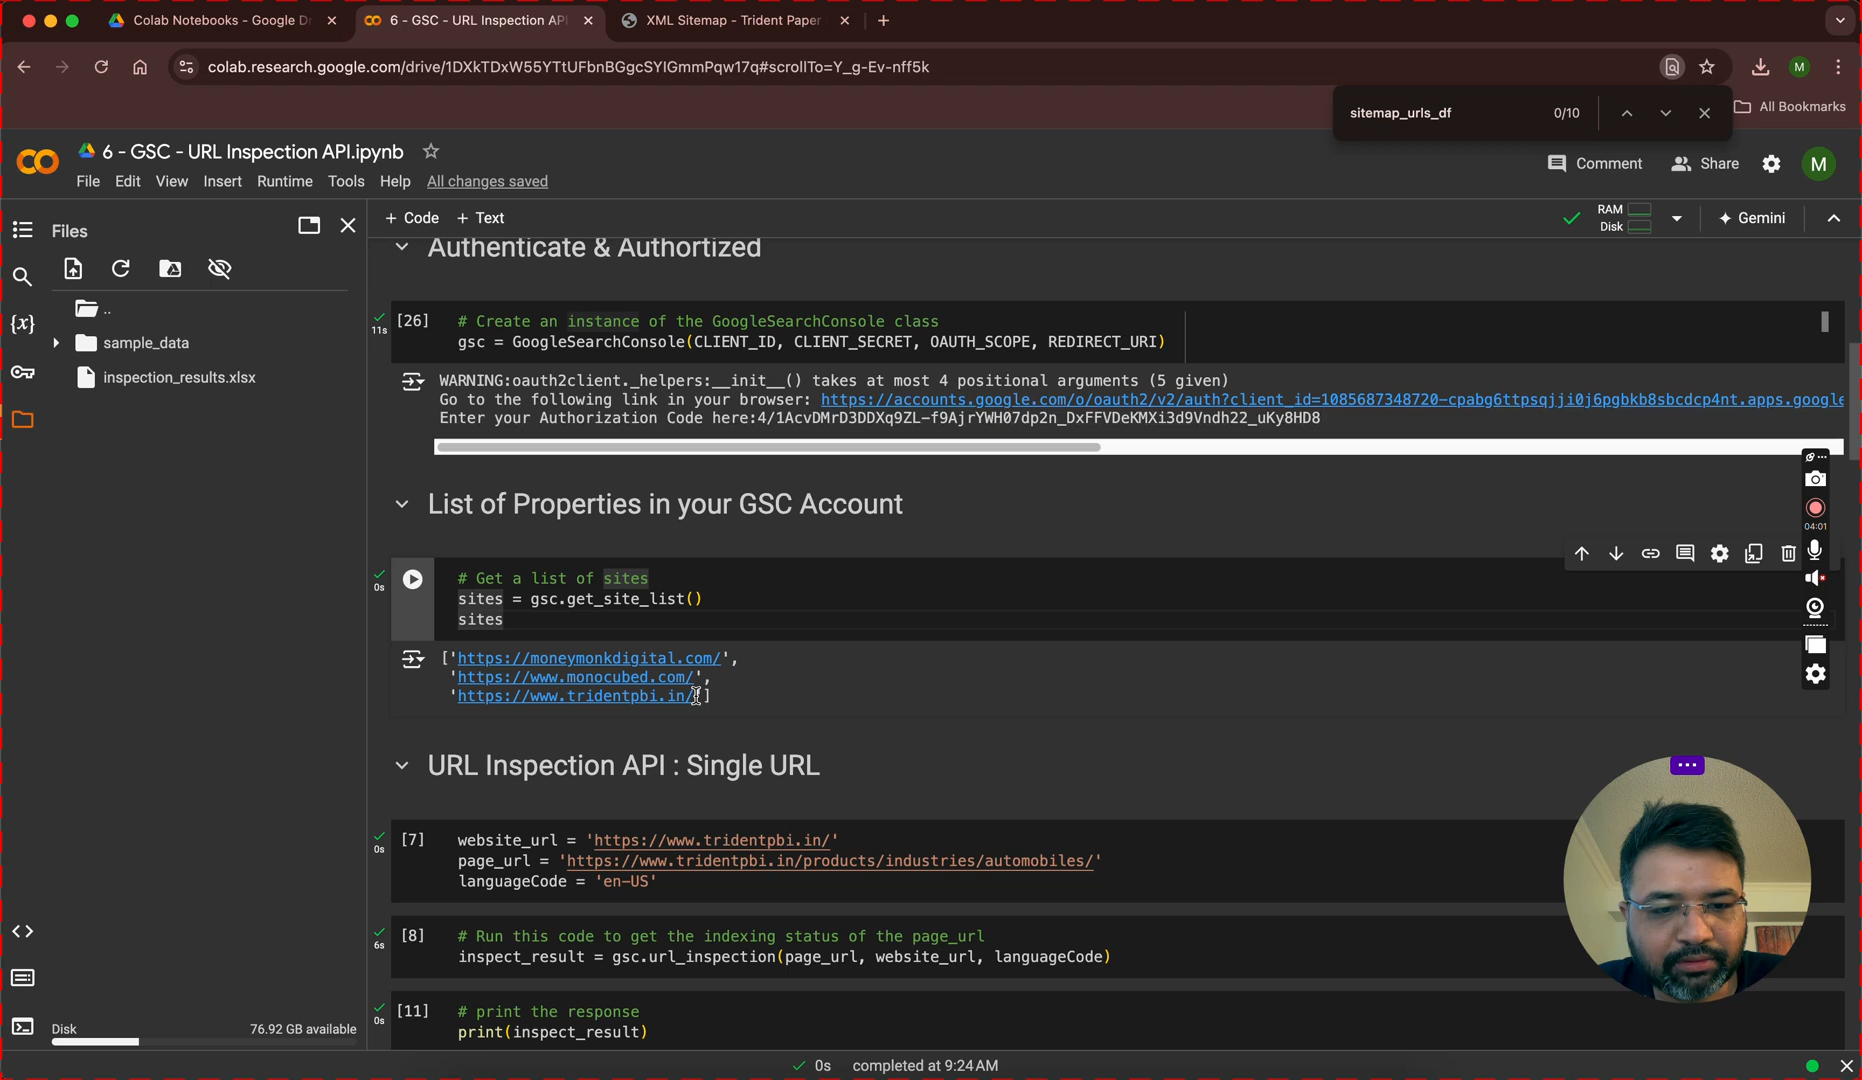 Colab Notebooks - Google Dr
6 - GSC - URL Inspection API
XML Sitemap - Trident Paper
colab.research.google.com/drive/1DXkTDxW55YTtUFbnBGgcSYIGmmPqw17q#scrollTo=Y_g-Ev-nff5k
M
sitemap_urls_df
0/10
All Bookmarks
CO
6 - GSC - URL Inspection API.ipynb
Comment
Share
M
File
Edit
View
Insert
Runtime
Tools
Help
All changes saved
Files
+ Code
+ Text
RAM
Disk
Gemini
..
sample_data
inspection_results.xlsx
{x}
Authenticate & Authortized
11s
[26]
# Create an instance of the GoogleSearchConsole class
gsc = GoogleSearchConsole(CLIENT_ID, CLIENT_SECRET, OAUTH_SCOPE, REDIRECT_URI)
WARNING:oauth2client._helpers:__init__() takes at most 4 positional arguments (5 given)
Go to the following link in your browser: https://accounts.google.com/o/oauth2/v2/auth?client_id=1085687348720-cpabg6ttpsqjji0j6pgbkb8sbcdcp4nt.apps.google
Enter your Authorization Code here:4/1AcvDMrD3DDXq9ZL-f9AjrYWH07dp2n_DxFFVDeKMXi3d9Vndh22_uKy8HD8
List of Properties in your GSC Account
04:01
0s
# Get a list of sites
sites = gsc.get_site_list()
sites
['https://moneymonkdigital.com/',
'https://www.monocubed.com/',
'https://www.tridentpbi.in/']
URL Inspection API : Single URL
0s
[7]
website_url = 'https://www.tridentpbi.in/'
page_url = 'https://www.tridentpbi.in/products/industries/automobiles/'
languageCode = 'en-US'
6s
[8]
# Run this code to get the indexing status of the page_url
inspect_result = gsc.url_inspection(page_url, website_url, languageCode)
0s
[11]
# print the response
print(inspect_result)
Disk
76.92 GB available
0s
completed at 9:24 AM